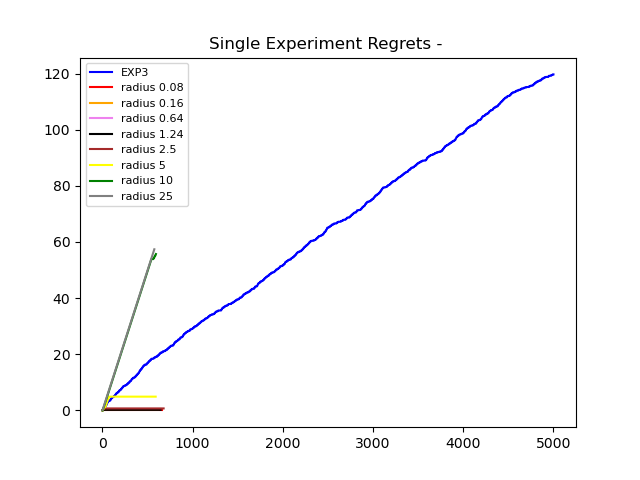 Single Experiment Regrets -
120
100
80
60
40
20
0
EXP3
radius 0.08
radius 0.16
radius 0.64
radius 1.24
radius 2.5
radius 5
radius 10
radius 25
0 1000 2000 3000 4000 5000